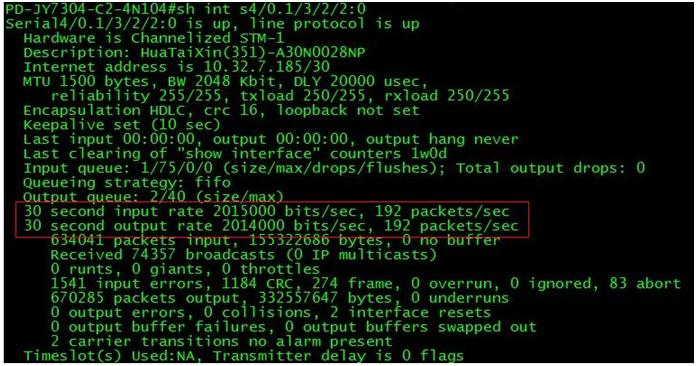 PD-JY7304-C2-4N104#sh int s4/0.1/3/2/2:0
Serial4/0.1/3/2/2:0 is up, line protocol is up
Hardware is Channelized STM-1
Description: HuaTaiXin(351)-A30N0028NP
Internet address is 10.32.7.185/30
MTU 1500 bytes, BW 2048 Kbit, DLY 20000 usec,
reliability 255/255, txload 250/255, rxload 250/255
Encapsulation HDLC, crc 16, loopback not set
Keepalive set (10 sec)
Last input 00:00:00, output 00:00:00, output hang never
Last clearing of "show interface" counters 1w0d
Input queue: 1/75/0/0 (size/max/drops/flushes); Total output drops: 0
Queueing strategy: fifo
Output queue: 2/40 (size/max)
30 second input rate 2015000 bits/sec, 192 packets/sec
30 second output rate 2014000 bits/sec, 192 packets/sec
634041 packets input, 155322686 bytes, 0 no buffer
Received 74357 broadcasts (0 IP multicasts)
0 runts, 0 giants, 0 throttles
1541 input errors, 1184 CRC, 274 frame, 0 overrun, 0 ignored, 83 abort
670285 packets output, 332557647 bytes, 0 underruns
0 output errors, 0 collisions, 2 interface resets
0 output buffer failures, 0 output buffers swapped out
2 carrier transitions no alarm present
Timeslot(s) Used:NA, Transmitter delay is 0 flags